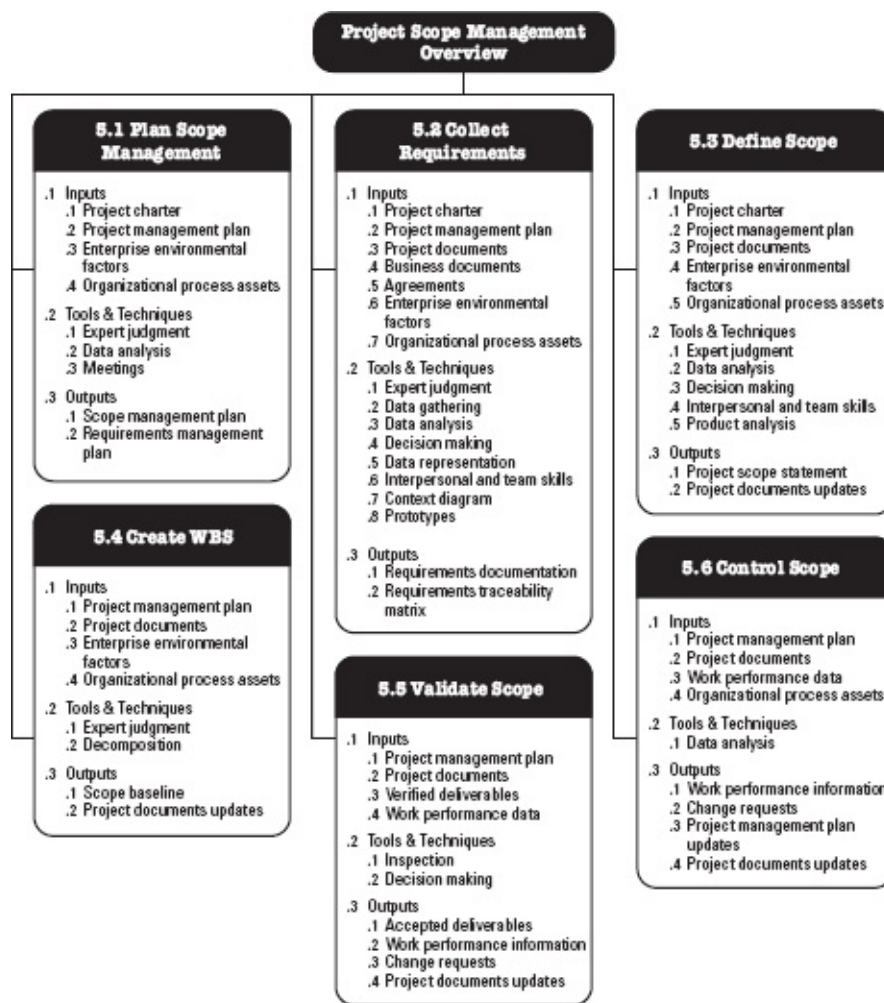 Project Scope Management
Overview
5.1 Plan Scope
Management
.1 Inputs
.1 Project charter
.2 Project management plan
.3 Enterprise environmental
factors
.4 Organizational process assets
.2 Tools & Techniques
.1 Expert judgment
.2 Data analysis
.3 Meetings
.3 Outputs
.1 Scope management plan
.2 Requirements management
plan
5.2 Collect
Requirements
.1 Inputs
.1 Project charter
.2 Project management plan
.3 Project documents
.4 Business documents
.5 Agreements
.6 Enterprise environmental
factors
.7 Organizational process assets
.2 Tools & Techniques
.1 Expert judgment
.2 Data gathering
.3 Data analysis
.4 Decision making
.5 Data representation
.6 Interpersonal and team skills
.7 Context diagram
.8 Prototypes
.3 Outputs
.1 Requirements documentation
.2 Requirements traceability
matrix
5.3 Define Scope
.1 Inputs
.1 Project charter
.2 Project management plan
.3 Project documents
.4 Enterprise environmental
factors
.5 Organizational process assets
.2 Tools & Techniques
.1 Expert judgment
.2 Data analysis
.3 Decision making
.4 Interpersonal and team skills
.5 Product analysis
.3 Outputs
.1 Project scope statement
.2 Project documents updates
5.4 Create WBS
.1 Inputs
.1 Project management plan
.2 Project documents
.3 Enterprise environmental
factors
.4 Organizational process assets
.2 Tools & Techniques
.1 Expert judgment
.2 Decomposition
.3 Outputs
.1 Scope baseline
.2 Project documents updates
5.5 Validate Scope
.1 Inputs
.1 Project management plan
.2 Project documents
.3 Verified deliverables
.4 Work performance data
.2 Tools & Techniques
.1 Inspection
.2 Decision making
.3 Outputs
.1 Accepted deliverables
.2 Work performance information
.3 Change requests
.4 Project documents updates
5.6 Control Scope
.1 Inputs
.1 Project management plan
.2 Project documents
.3 Work performance data
.4 Organizational process assets
.2 Tools & Techniques
.1 Data analysis
.3 Outputs
.1 Work performance information
.2 Change requests
.3 Project management plan
updates
.4 Project documents updates